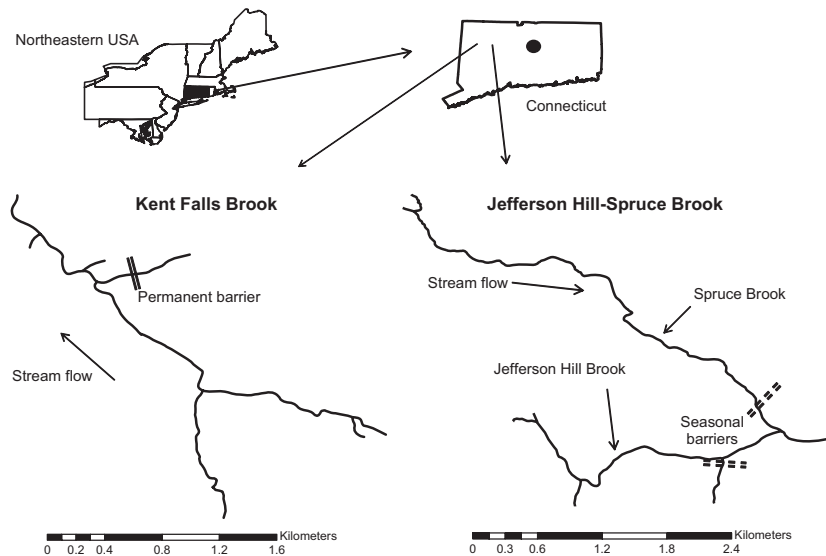 Northeastern USA
Connecticut
Kent Falls Brook
Jefferson Hill-Spruce Brook
Permanent barrier
Stream flow
Stream flow
Spruce Brook
Jefferson Hill Brook
Seasonal
barriers
Kilometers
0 0.2 0.4 0.8 1.2 1.6
Kilometers
0 0.3 0.6 1.2 1.8 2.4